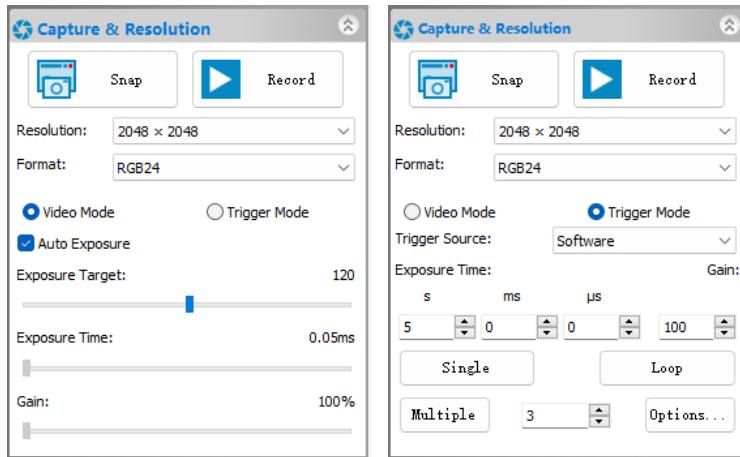 Capture & Resolution
Snap Record
Resolution: 2048 × 2048
Format: RGB24
Video Mode Trigger Mode
Auto Exposure
Exposure Target: 120
Exposure Time: 0.05ms
Gain: 100%
Capture & Resolution
Snap Record
Resolution: 2048 × 2048
Format: RGB24
Video Mode Trigger Mode
Trigger Source: Software
Exposure Time: Gain:
s ms μs
5 0 0 100
Single Loop
Multiple 3 Options...